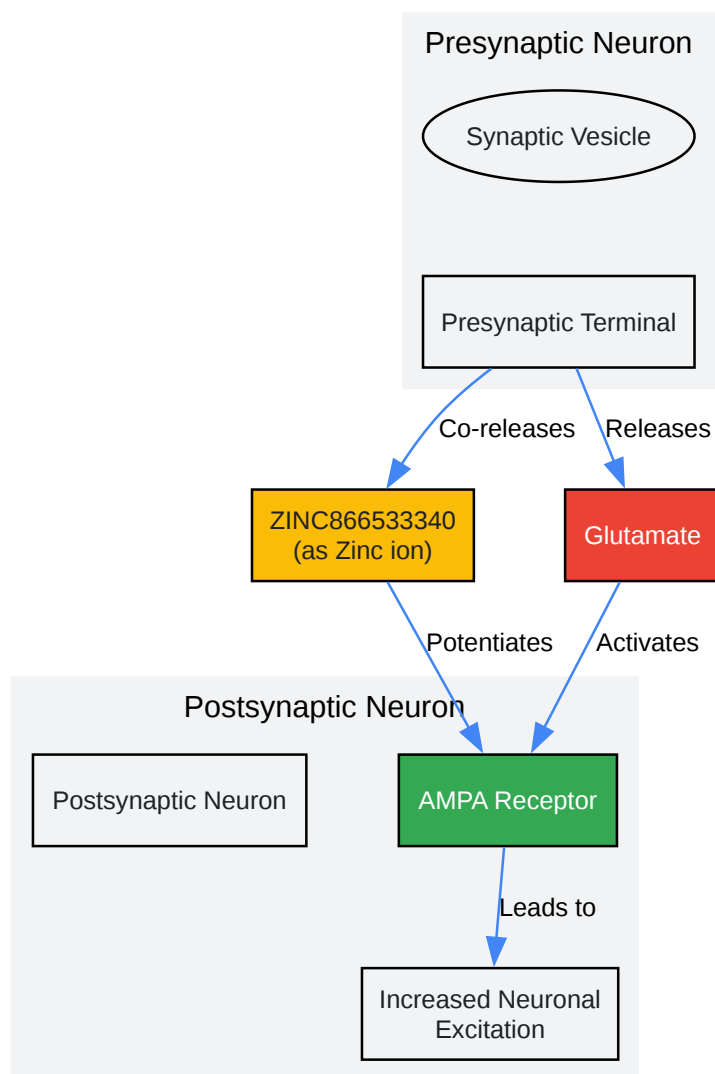 Presynaptic Neuron
Synaptic Vesicle
Presynaptic Terminal
Co-releases
Releases
ZINC866533340
(as Zinc ion)
Glutamate
Potentiates
Activates
Postsynaptic Neuron
Postsynaptic Neuron
AMPA Receptor
Leads to
Increased Neuronal
Excitation